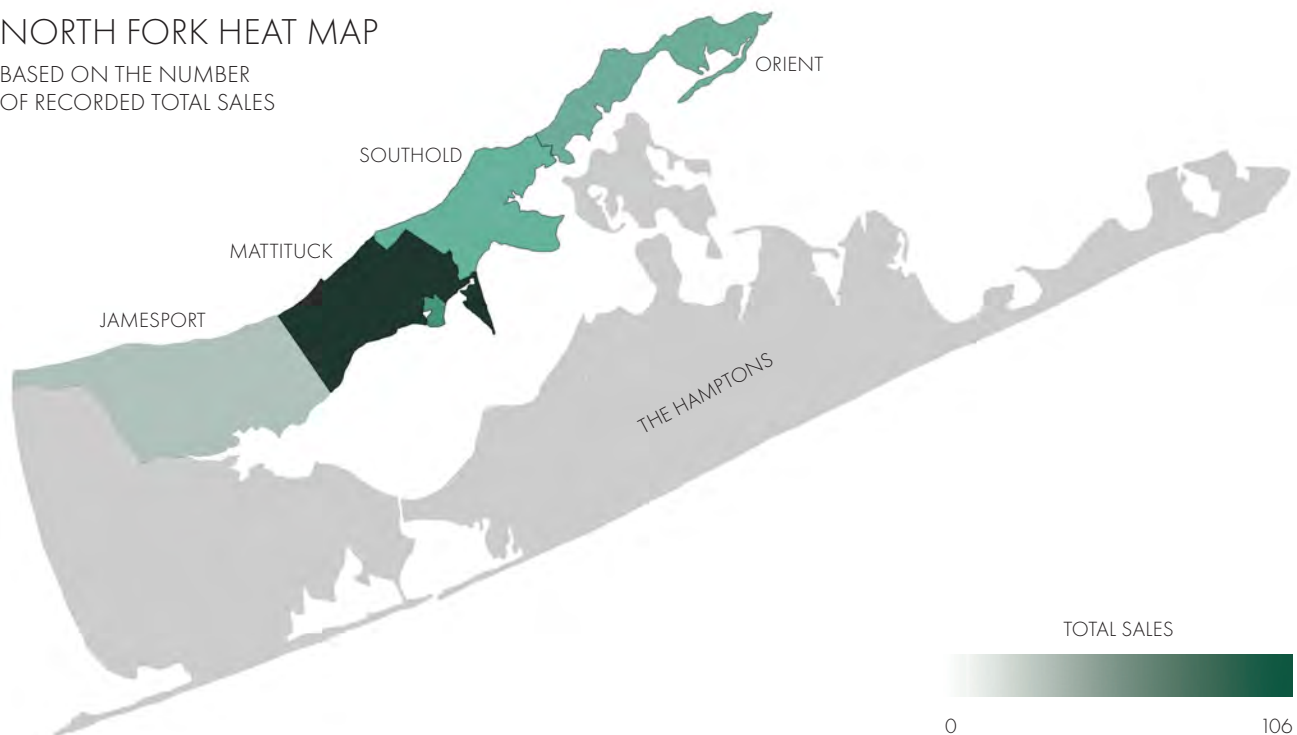 NORTH FORK HEAT MAP
BASED ON THE NUMBER
OF RECORDED TOTAL SALES
ORIENT
SOUTHOLD
MATTITUCK
JAMESPORT
THE HAMPTONS
TOTAL SALES
0 106